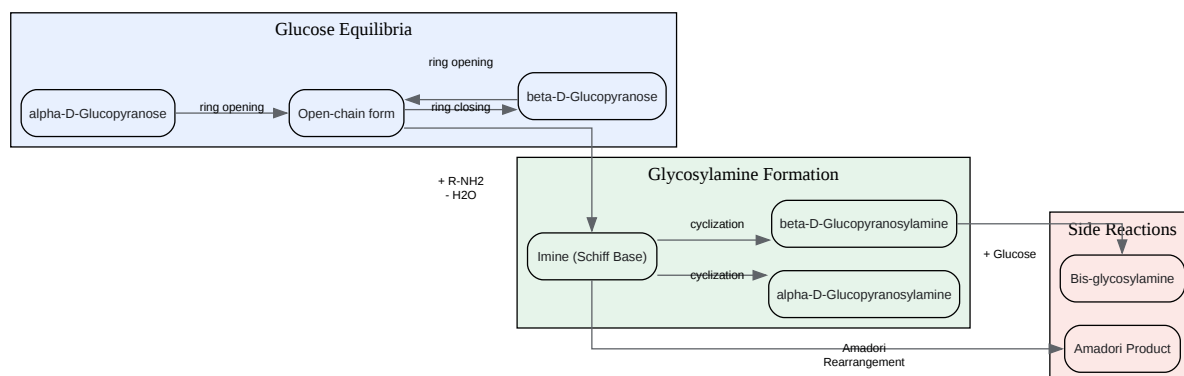 Glucose Equilibria
ring opening
alpha-D-Glucopyranose
ring opening
Open-chain form
ring closing
beta-D-Glucopyranose
+ R-NH2
- H2O
Glycosylamine Formation
Imine (Schiff Base)
cyclization
beta-D-Glucopyranosylamine
cyclization
alpha-D-Glucopyranosylamine
+ Glucose
Side Reactions
Bis-glycosylamine
Amadori
Rearrangement
Amadori Product